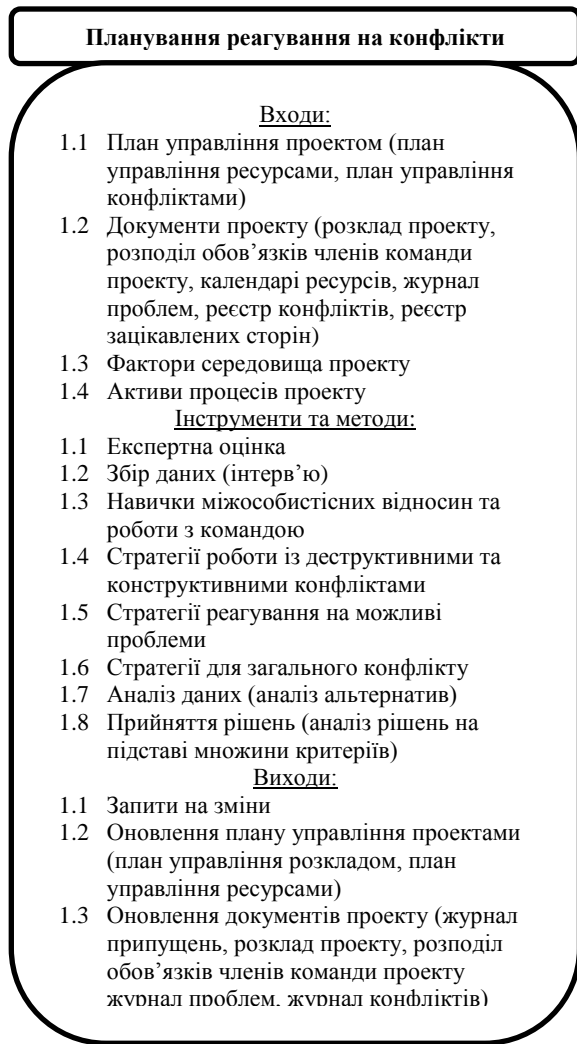 Планування реагування на конфлікти
Входи:
1.1 План управління проектом (план
управління ресурсами, план управління
конфліктами)
1.2 Документи проекту (розклад проекту,
розподіл обов’язків членів команди
проекту, календарі ресурсів, журнал
проблем, реєстр конфліктів, реєстр
зацікавлених сторін)
1.3 Фактори середовища проекту
1.4 Активи процесів проекту
Інструменти та методи:
1.1 Експертна оцінка
1.2 Збір даних (інтерв’ю)
1.3 Навички міжособистісних відносин та
роботи з командою
1.4 Стратегії роботи із деструктивними та
конструктивними конфліктами
1.5 Стратегії реагування на можливі
проблеми
1.6 Стратегії для загального конфлікту
1.7 Аналіз даних (аналіз альтернатив)
1.8 Прийняття рішень (аналіз рішень на
підставі множини критеріїв)
Виходи:
1.1 Запити на зміни
1.2 Оновлення плану управління проектами
(план управління розкладом, план
управління ресурсами)
1.3 Оновлення документів проекту (журнал
припущень, розклад проекту, розподіл
обов’язків членів команди проекту
журнал проблем, журнал конфліктів)